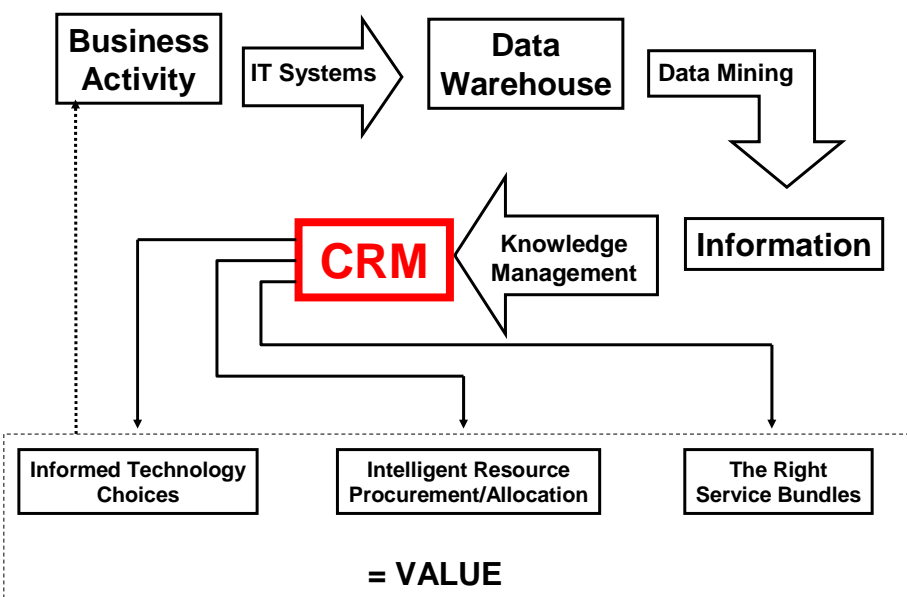 Business
Activity
IT Systems
Data
Warehouse
Data Mining
CRM
Knowledge
Management
Information
Informed Technology
Choices
Intelligent Resource
Procurement/Allocation
The Right
Service Bundles
= VALUE